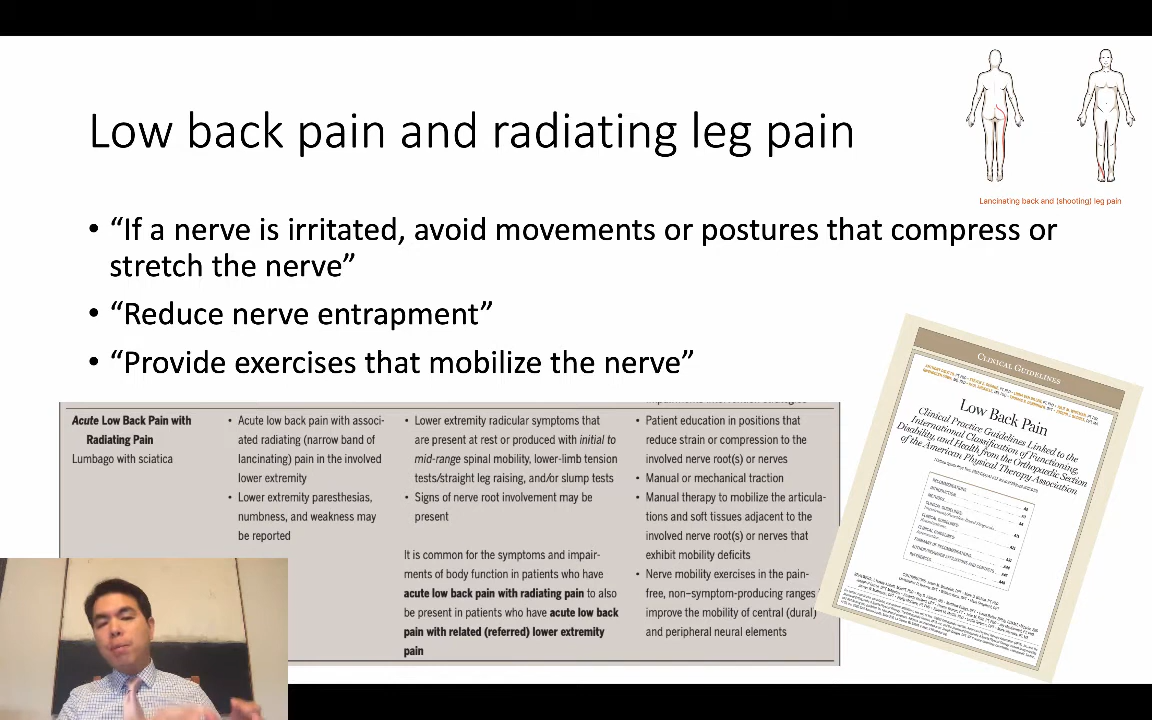 Low back pain and radiating leg pain
Lancinating back and (shooting) leg pain
• “If a nerve is irritated, avoid movements or postures that compress or
stretch the nerve”
• “Reduce nerve entrapment”
• “Provide exercises that mobilize the nerve”
Acute Low Back Pain with
Radiating Pain
Lumbago with sciatica
• Acute low back pain with associ-
ated radiating (narrow band of
lancinating) pain in the involved
lower extremity
• Lower extremity paresthesias,
numbness, and weakness may
be reported
• Lower extremity radicular symptoms that
are present at rest or produced with initial to
mid-range spinal mobility, lower-limb tension
tests/straight leg raising, and/or slump tests
• Signs of nerve root involvement may be
present
It is common for the symptoms and impair-
ments of body function in patients who have
acute low back pain with radiating pain to also
be present in patients who have acute low back
pain with related (referred) lower extremity
pain
• Patient education in positions that
reduce strain or compression to the
involved nerve root(s) or nerves
• Manual or mechanical traction
• Manual therapy to mobilize the articula-
tions and soft tissues adjacent to the
involved nerve root(s) or nerves that
exhibit mobility deficits
• Nerve mobility exercises in the pain-
free, non–symptom-producing ranges
improve the mobility of central (dural)
and peripheral neural elements
CLINICAL GUIDELINES
Low Back Pain
Clinical Practice Guidelines Linked to the
International Classification of Functioning,
Disability, and Health from the Orthopaedic Section
of the American Physical Therapy Association